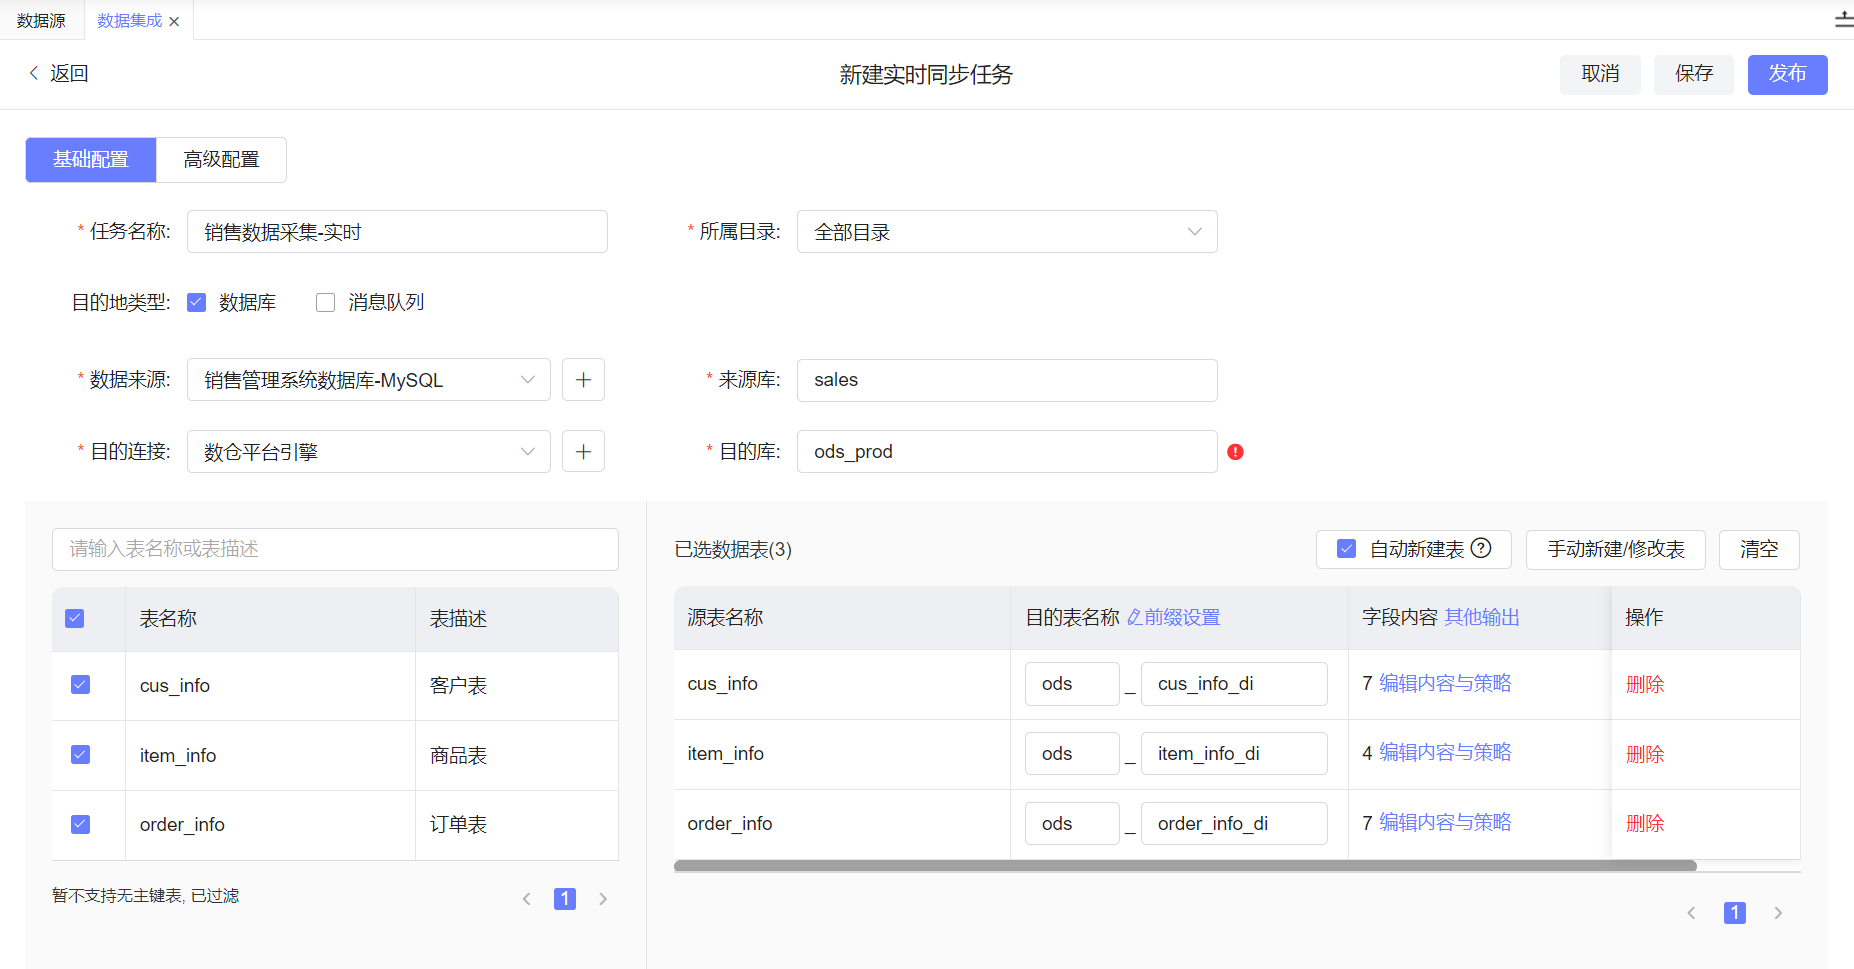 数据源 数据集成
返回 新建实时同步任务 取消 保存 发布
基础配置 高级配置
* 任务名称: 销售数据采集-实时 * 所属目录: 全部目录
目的地类型: 数据库 消息队列
* 数据来源: 销售管理系统数据库-MySQL * 来源库: sales
* 目的连接: 数仓平台引擎 * 目的库: ods_prod
请输入表名称或表描述
表名称 表描述
cus_info 客户表
item_info 商品表
order_info 订单表
暂不支持无主键表, 已过滤 1
已选数据表(3) 自动新建表 手动新建/修改表 清空
源表名称 目的表名称 前缀设置 字段内容 其他输出 操作
cus_info ods _ cus_info_di 7 编辑内容与策略 删除
item_info ods _ item_info_di 4 编辑内容与策略 删除
order_info ods _ order_info_di 7 编辑内容与策略 删除
1